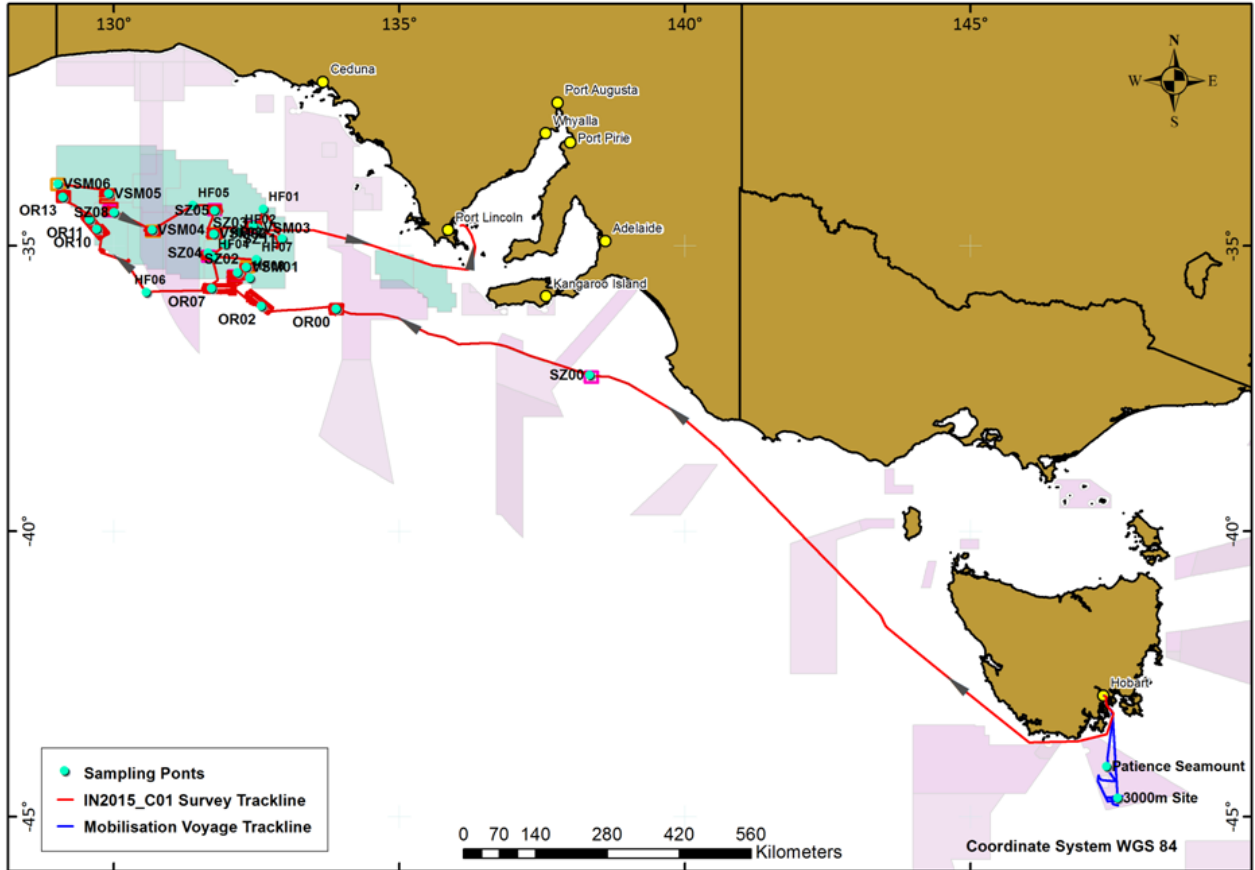 130°
135°
140°
145°
N
W
E
S
Ceduna
Port Augusta
Whyalla
Port Pirie
VSM06
VSM05
HF05
HF01
OR13
SZ08
SZ05
HF02
SZ03
VSM03
OR11
VSM04
OR10
HF04
HF07
Port Lincoln
Adelaide
-35°
-35°
SZ04
SZ02
VSM01
HF06
Kangaroo Island
OR07
OR02
OR00
SZ00
-40°
-40°
Hobart
Patience Seamount
3000m Site
-45°
-45°
Sampling Ponts
IN2015_C01 Survey Trackline
Mobilisation Voyage Trackline
0 70 140 280 420 560
Kilometers
Coordinate System WGS 84